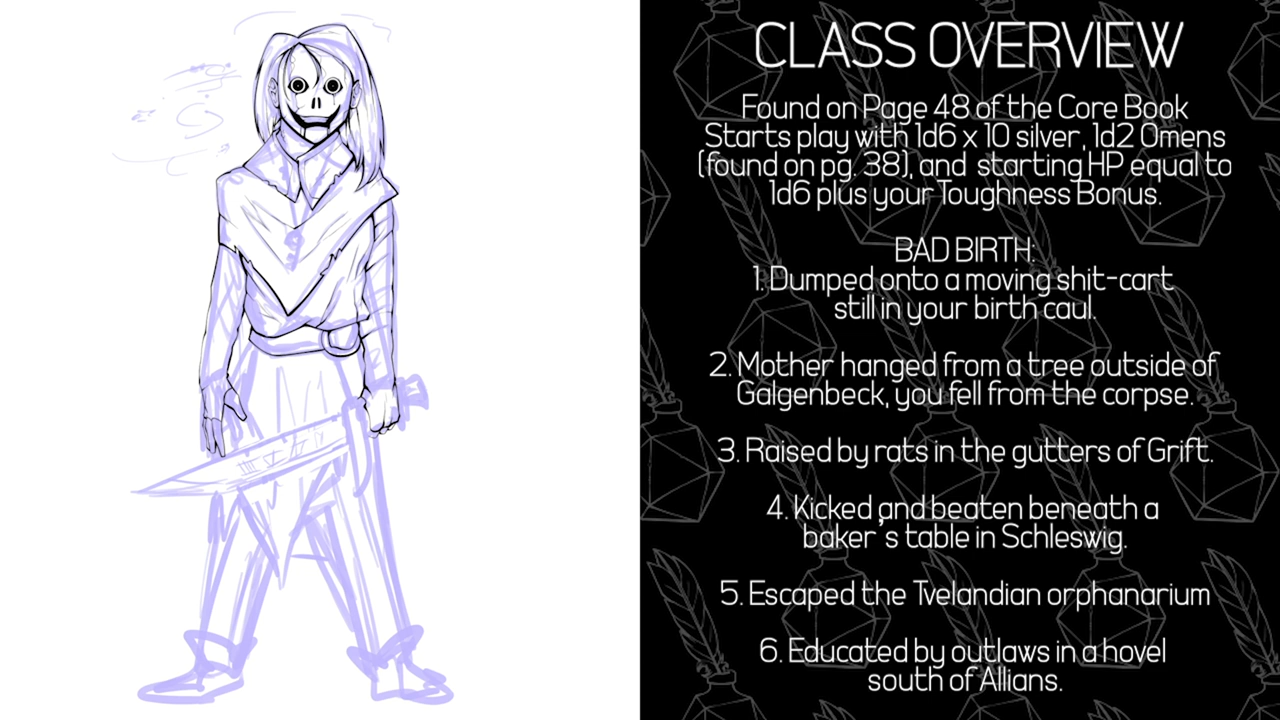 CLASS OVERVIEW
Found on Page 48 of the Core Book
Starts play with 1d6 x 10 silver, 1d2 Omens
(found on pg. 38), and starting HP equal to
1d6 plus your Toughness Bonus.
BAD BIRTH:
1. Dumped onto a moving shit-cart
still in your birth caul.
2. Mother hanged from a tree outside of
Galgenbeck, you fell from the corpse.
3. Raised by rats in the gutters of Grift.
4. Kicked and beaten beneath a
baker's table in Schleswig.
5. Escaped the Tvelandian orphanarium
6. Educated by outlaws in a hovel
south of Allians.